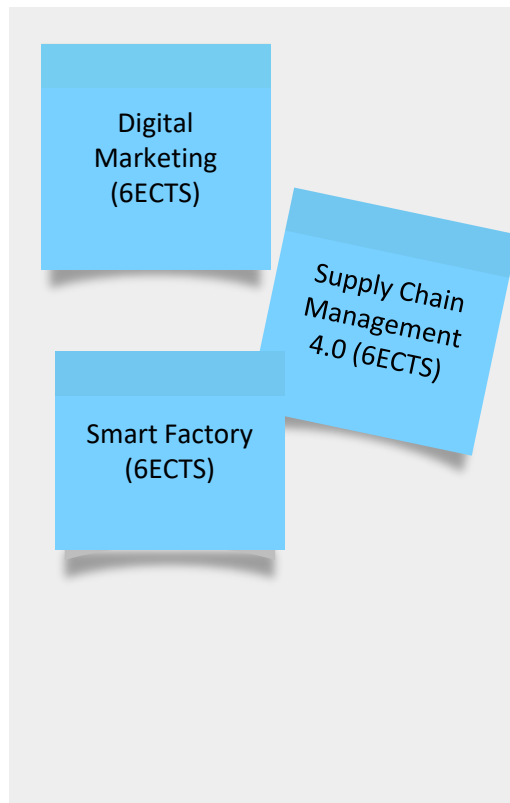 Digital
Marketing
(6ECTS)
Supply Chain
Management
4.0 (6ECTS)
Smart Factory
(6ECTS)